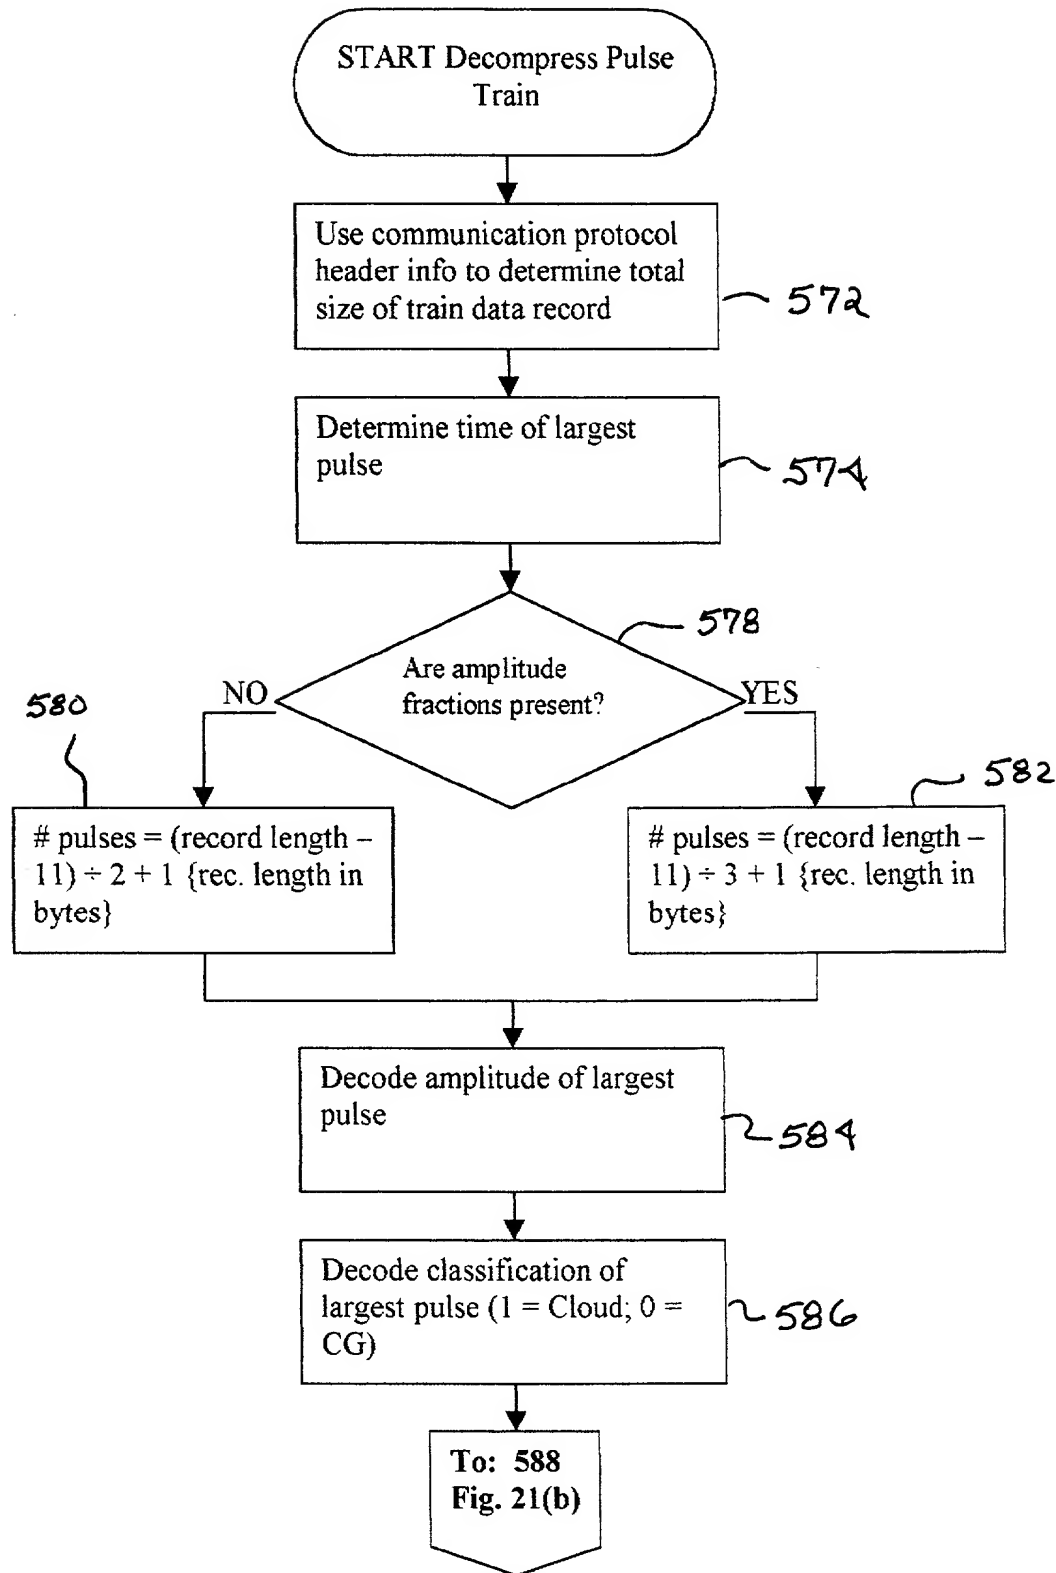 START Decompress Pulse
Train
Use communication protocol
header info to determine total
size of train data record
572
Determine time of largest
pulse
574
578
Are amplitude
fractions present?
NO
YES
580
582
# pulses = (record length –
11) ÷ 2 + 1 {rec. length in
bytes}
# pulses = (record length –
11) ÷ 3 + 1 {rec. length in
bytes}
Decode amplitude of largest
pulse
584
Decode classification of
largest pulse (1 = Cloud; 0 =
CG)
586
To: 588
Fig. 21(b)